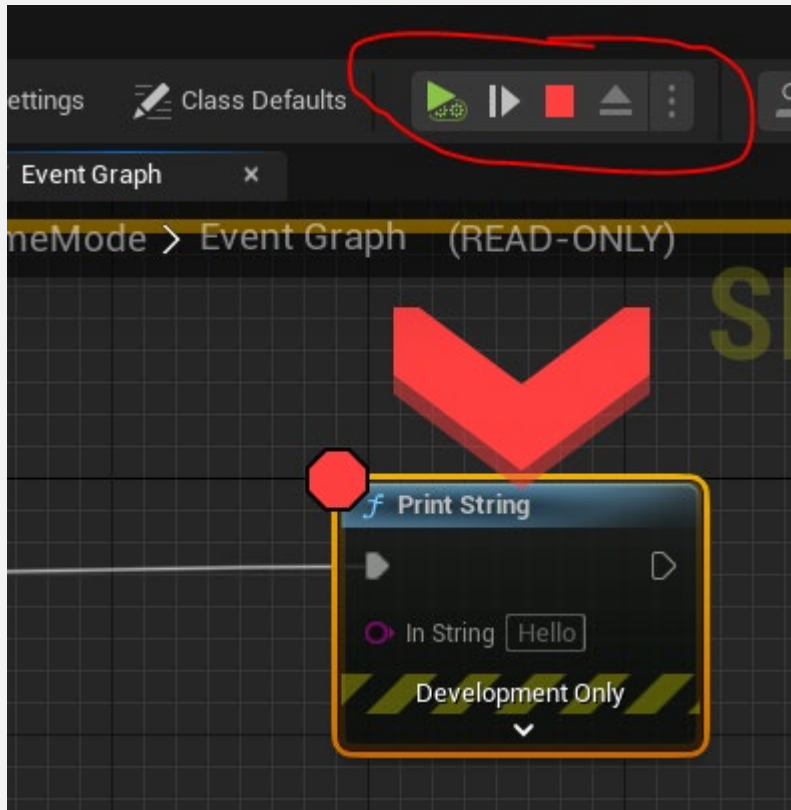 ettings Class Defaults
Event Graph
meMode > Event Graph (READ-ONLY)
Print String
In String Hello
Development Only